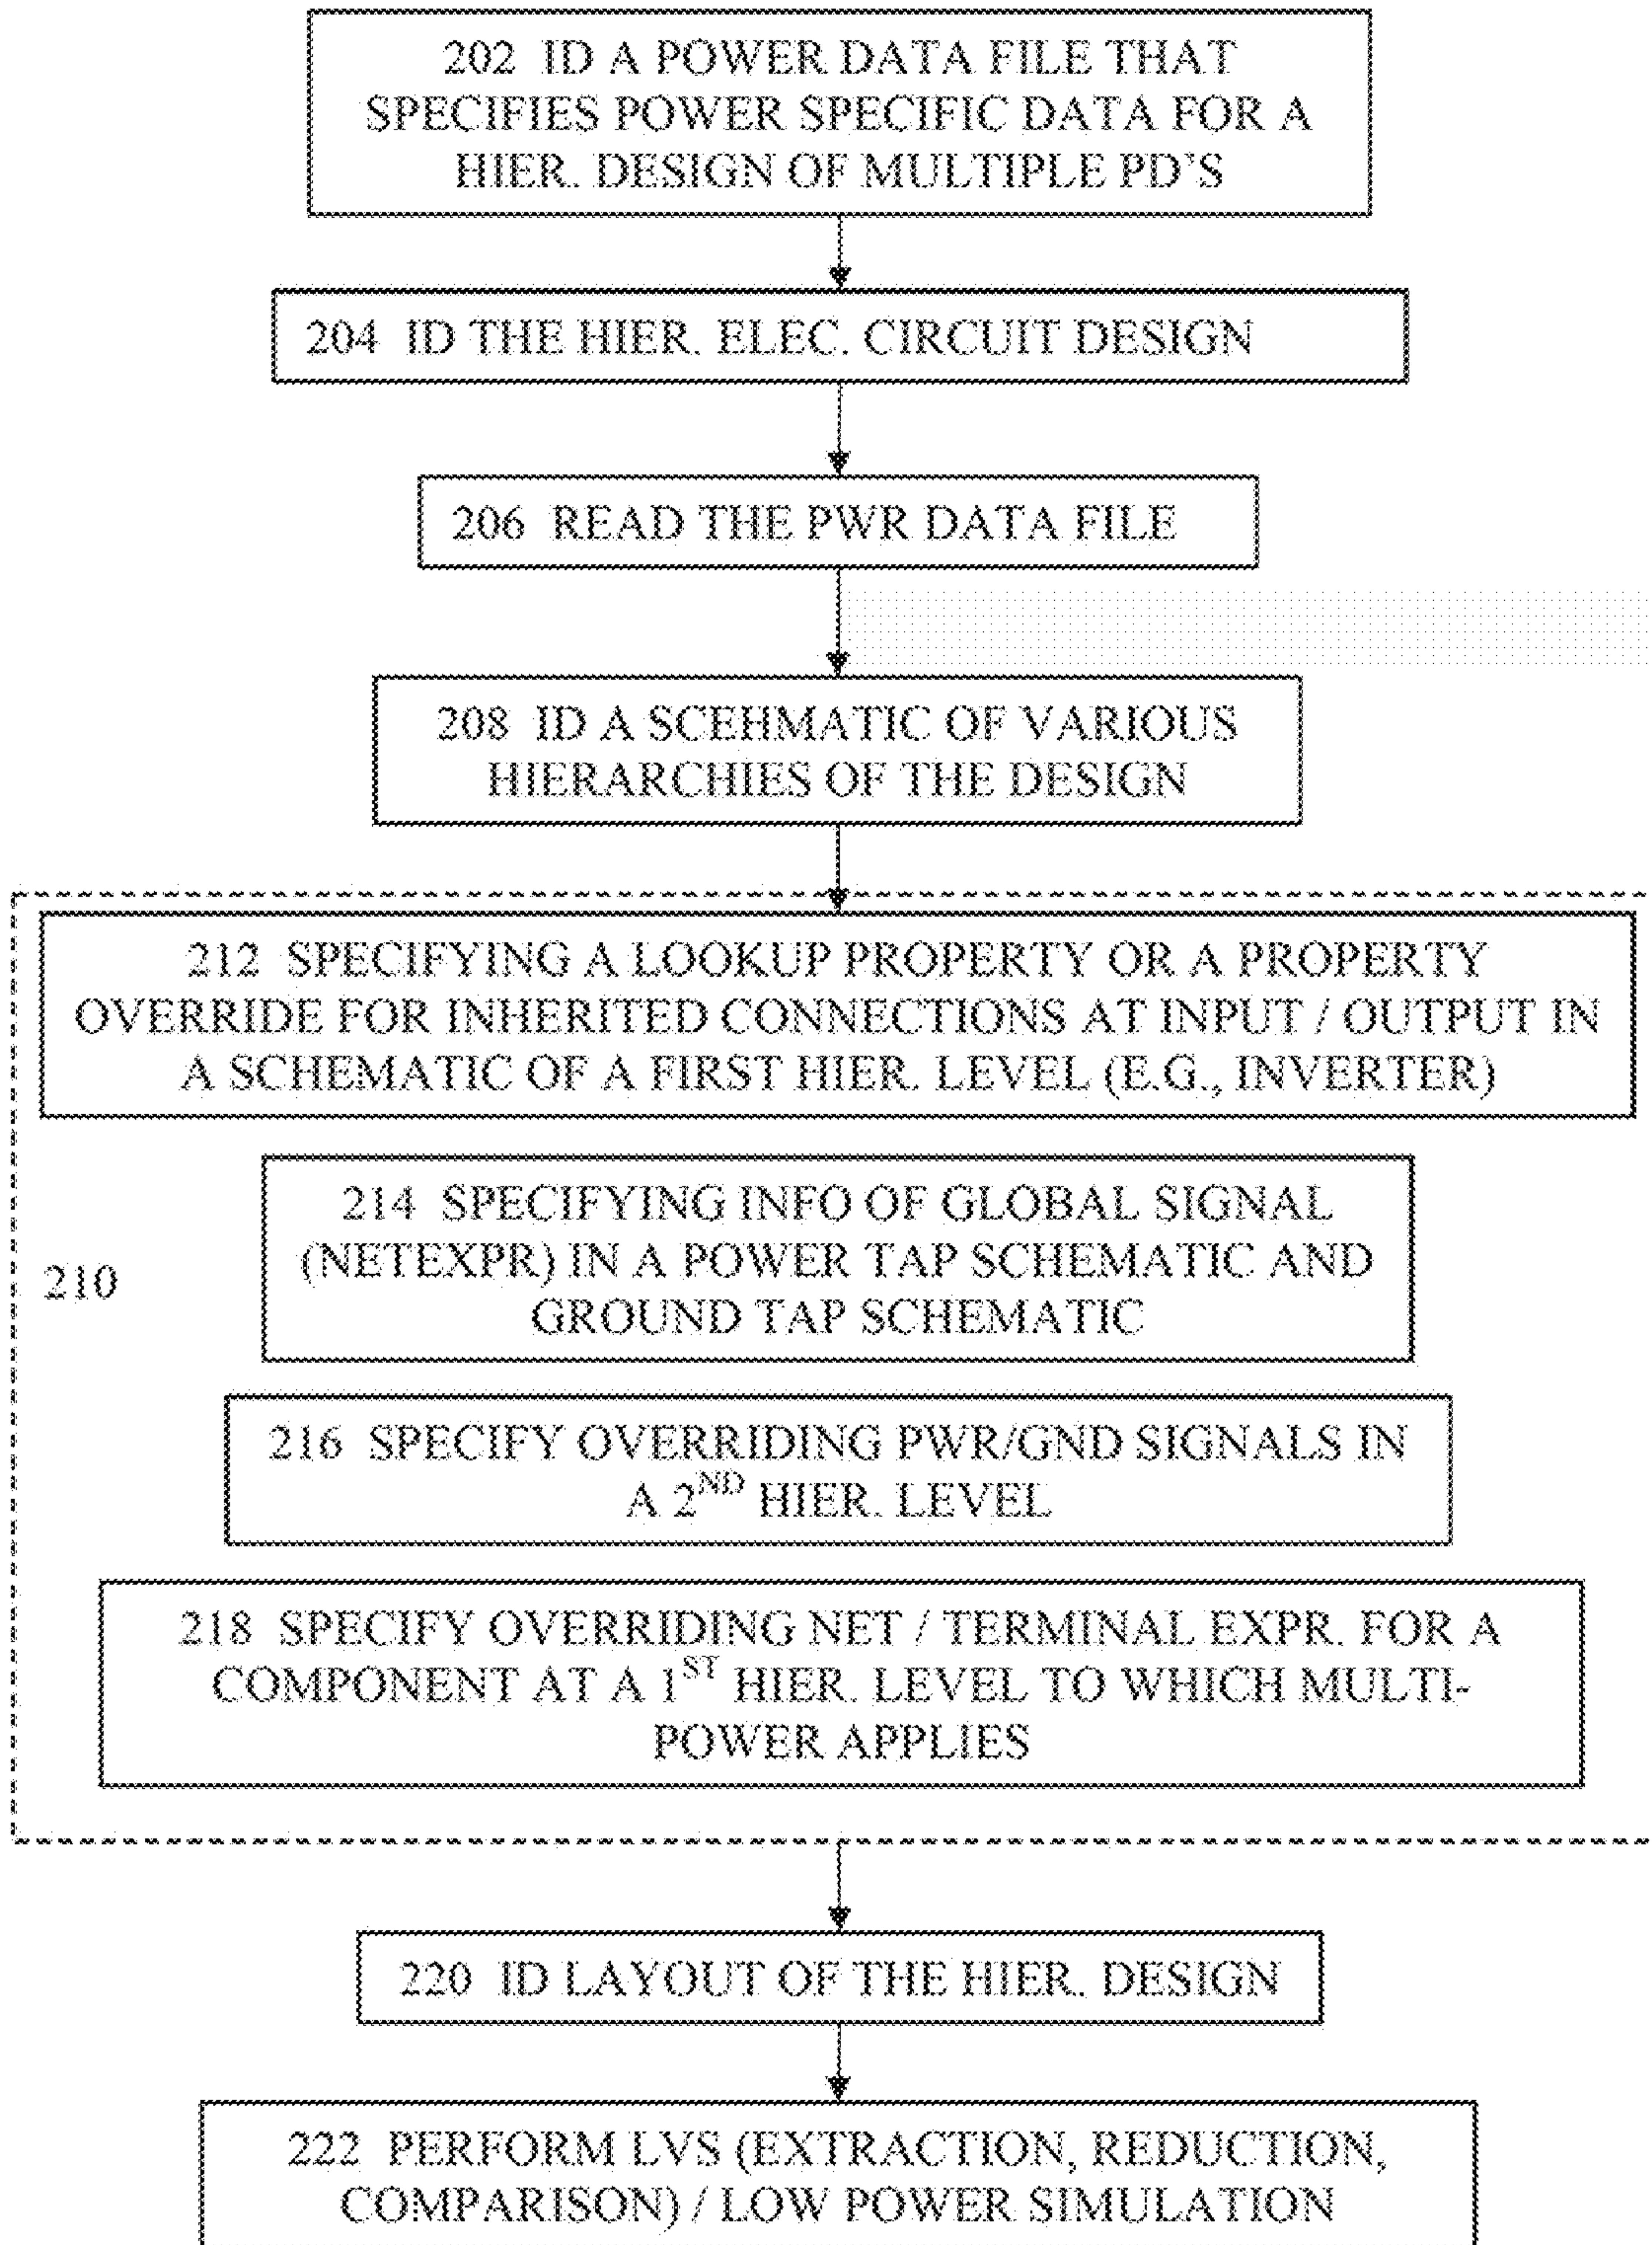 202 ID A POWER DATA FILE THAT
SPECIFIES POWER SPECIFIC DATA FOR A
HIER. DESIGN OF MULTIPLE PD'S
204 ID THE HIER. ELEC. CIRCUIT DESIGN
206 READ THE PWR DATA FILE
208 ID A SCEHMATIC OF VARIOUS
HIERARCHIES OF THE DESIGN
212 SPECIFYING A LOOKUP PROPERTY OR A PROPERTY
OVERRIDE FOR INHERITED CONNECTIONS AT INPUT / OUTPUT IN
A SCHEMATIC OF A FIRST HIER. LEVEL (E.G., INVERTER)
214 SPECIFYING INFO OF GLOBAL SIGNAL
(NETEXPR) IN A POWER TAP SCHEMATIC AND
GROUND TAP SCHEMATIC
210
216 SPECIFY OVERRIDING PWR/GND SIGNALS IN
A 2ND HIER. LEVEL
218 SPECIFY OVERRIDING NET / TERMINAL EXPR. FOR A
COMPONENT AT A 1ST HIER. LEVEL TO WHICH MULTI-
POWER APPLIES
220 ID LAYOUT OF THE HIER. DESIGN
222 PERFORM LVS (EXTRACTION, REDUCTION,
COMPARISON) / LOW POWER SIMULATION